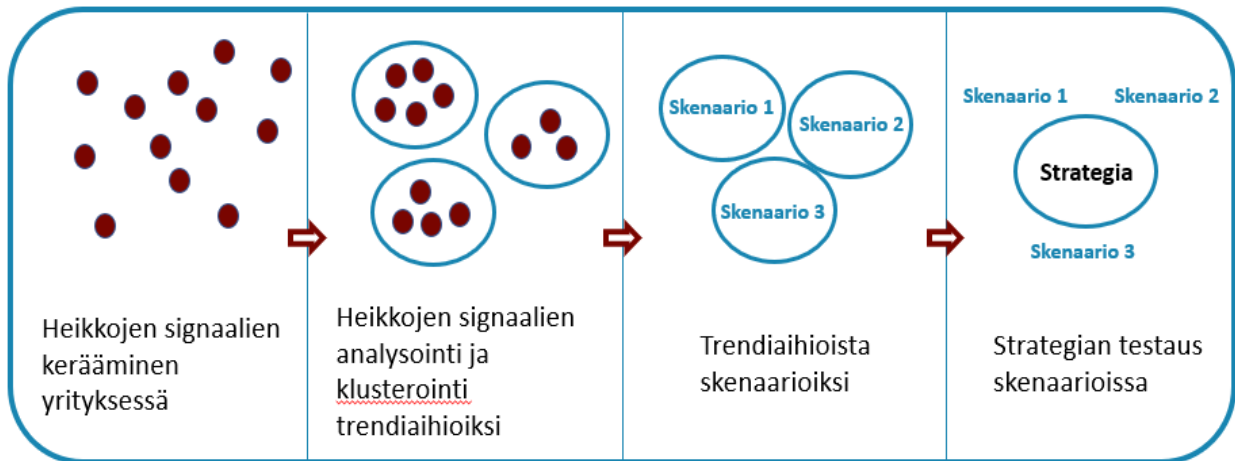 Heikkojen signaalien
kerääminen
yrityksessä
Heikkojen signaalien
analysointi ja
klusterointi
trendiaihioiksi
Skenaario 1
Skenaario 2
Skenaario 3
Trendiaihioista
skenaarioiksi
Skenaario 1
Skenaario 2
Strategia
Skenaario 3
Strategian testaus
skenaarioissa